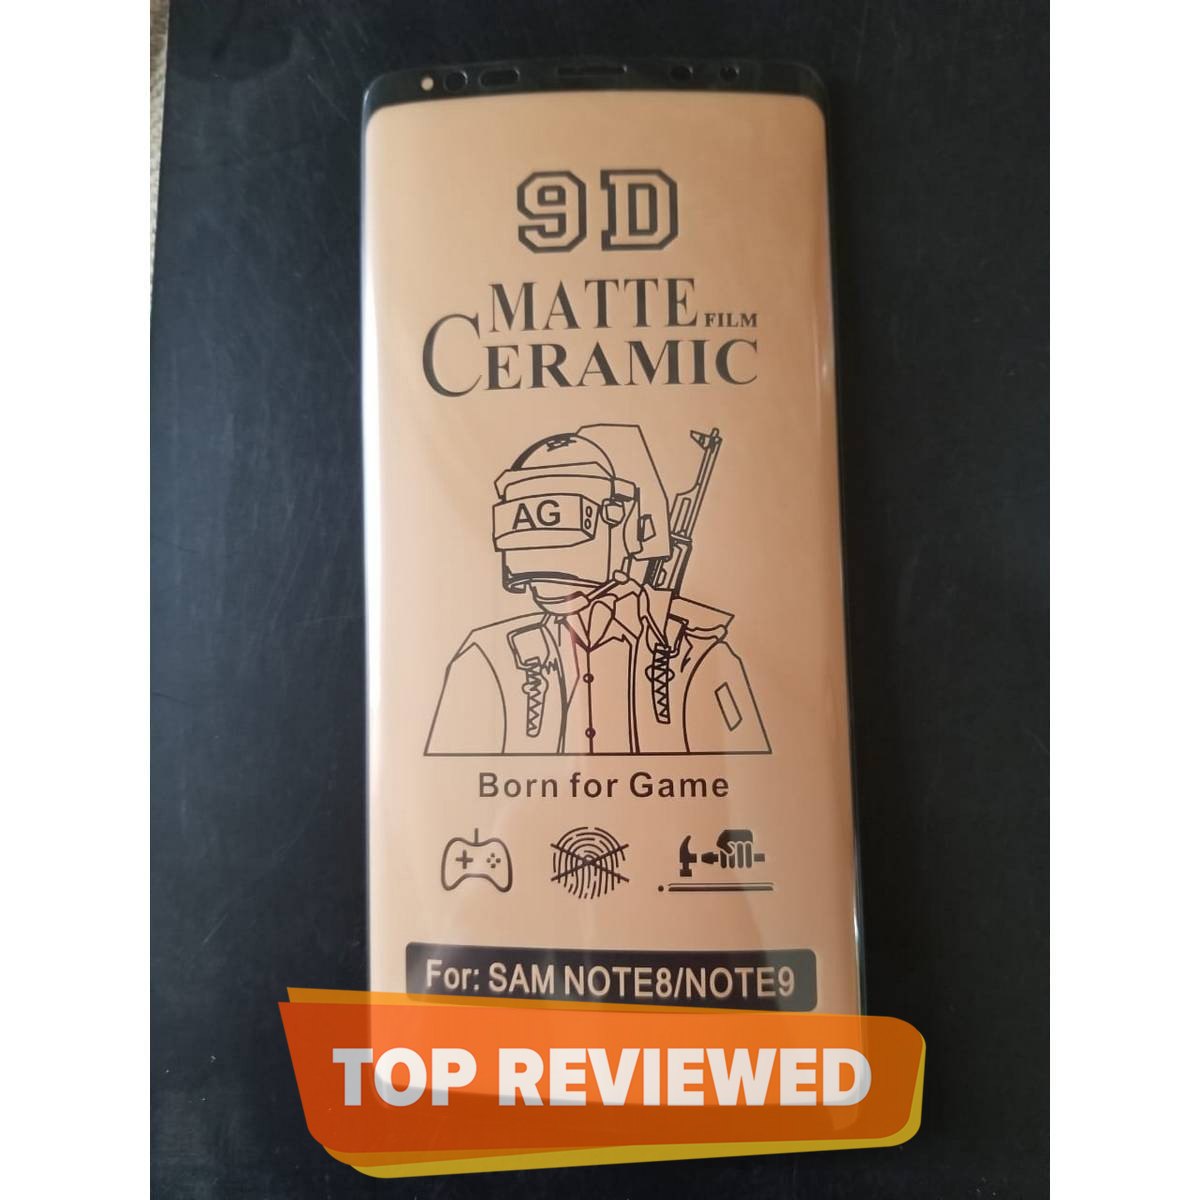 9D
MATTE FILM
CERAMIC
AG
Born for Game
For: SAM NOTE8/NOTE9
TOP REVIEWED